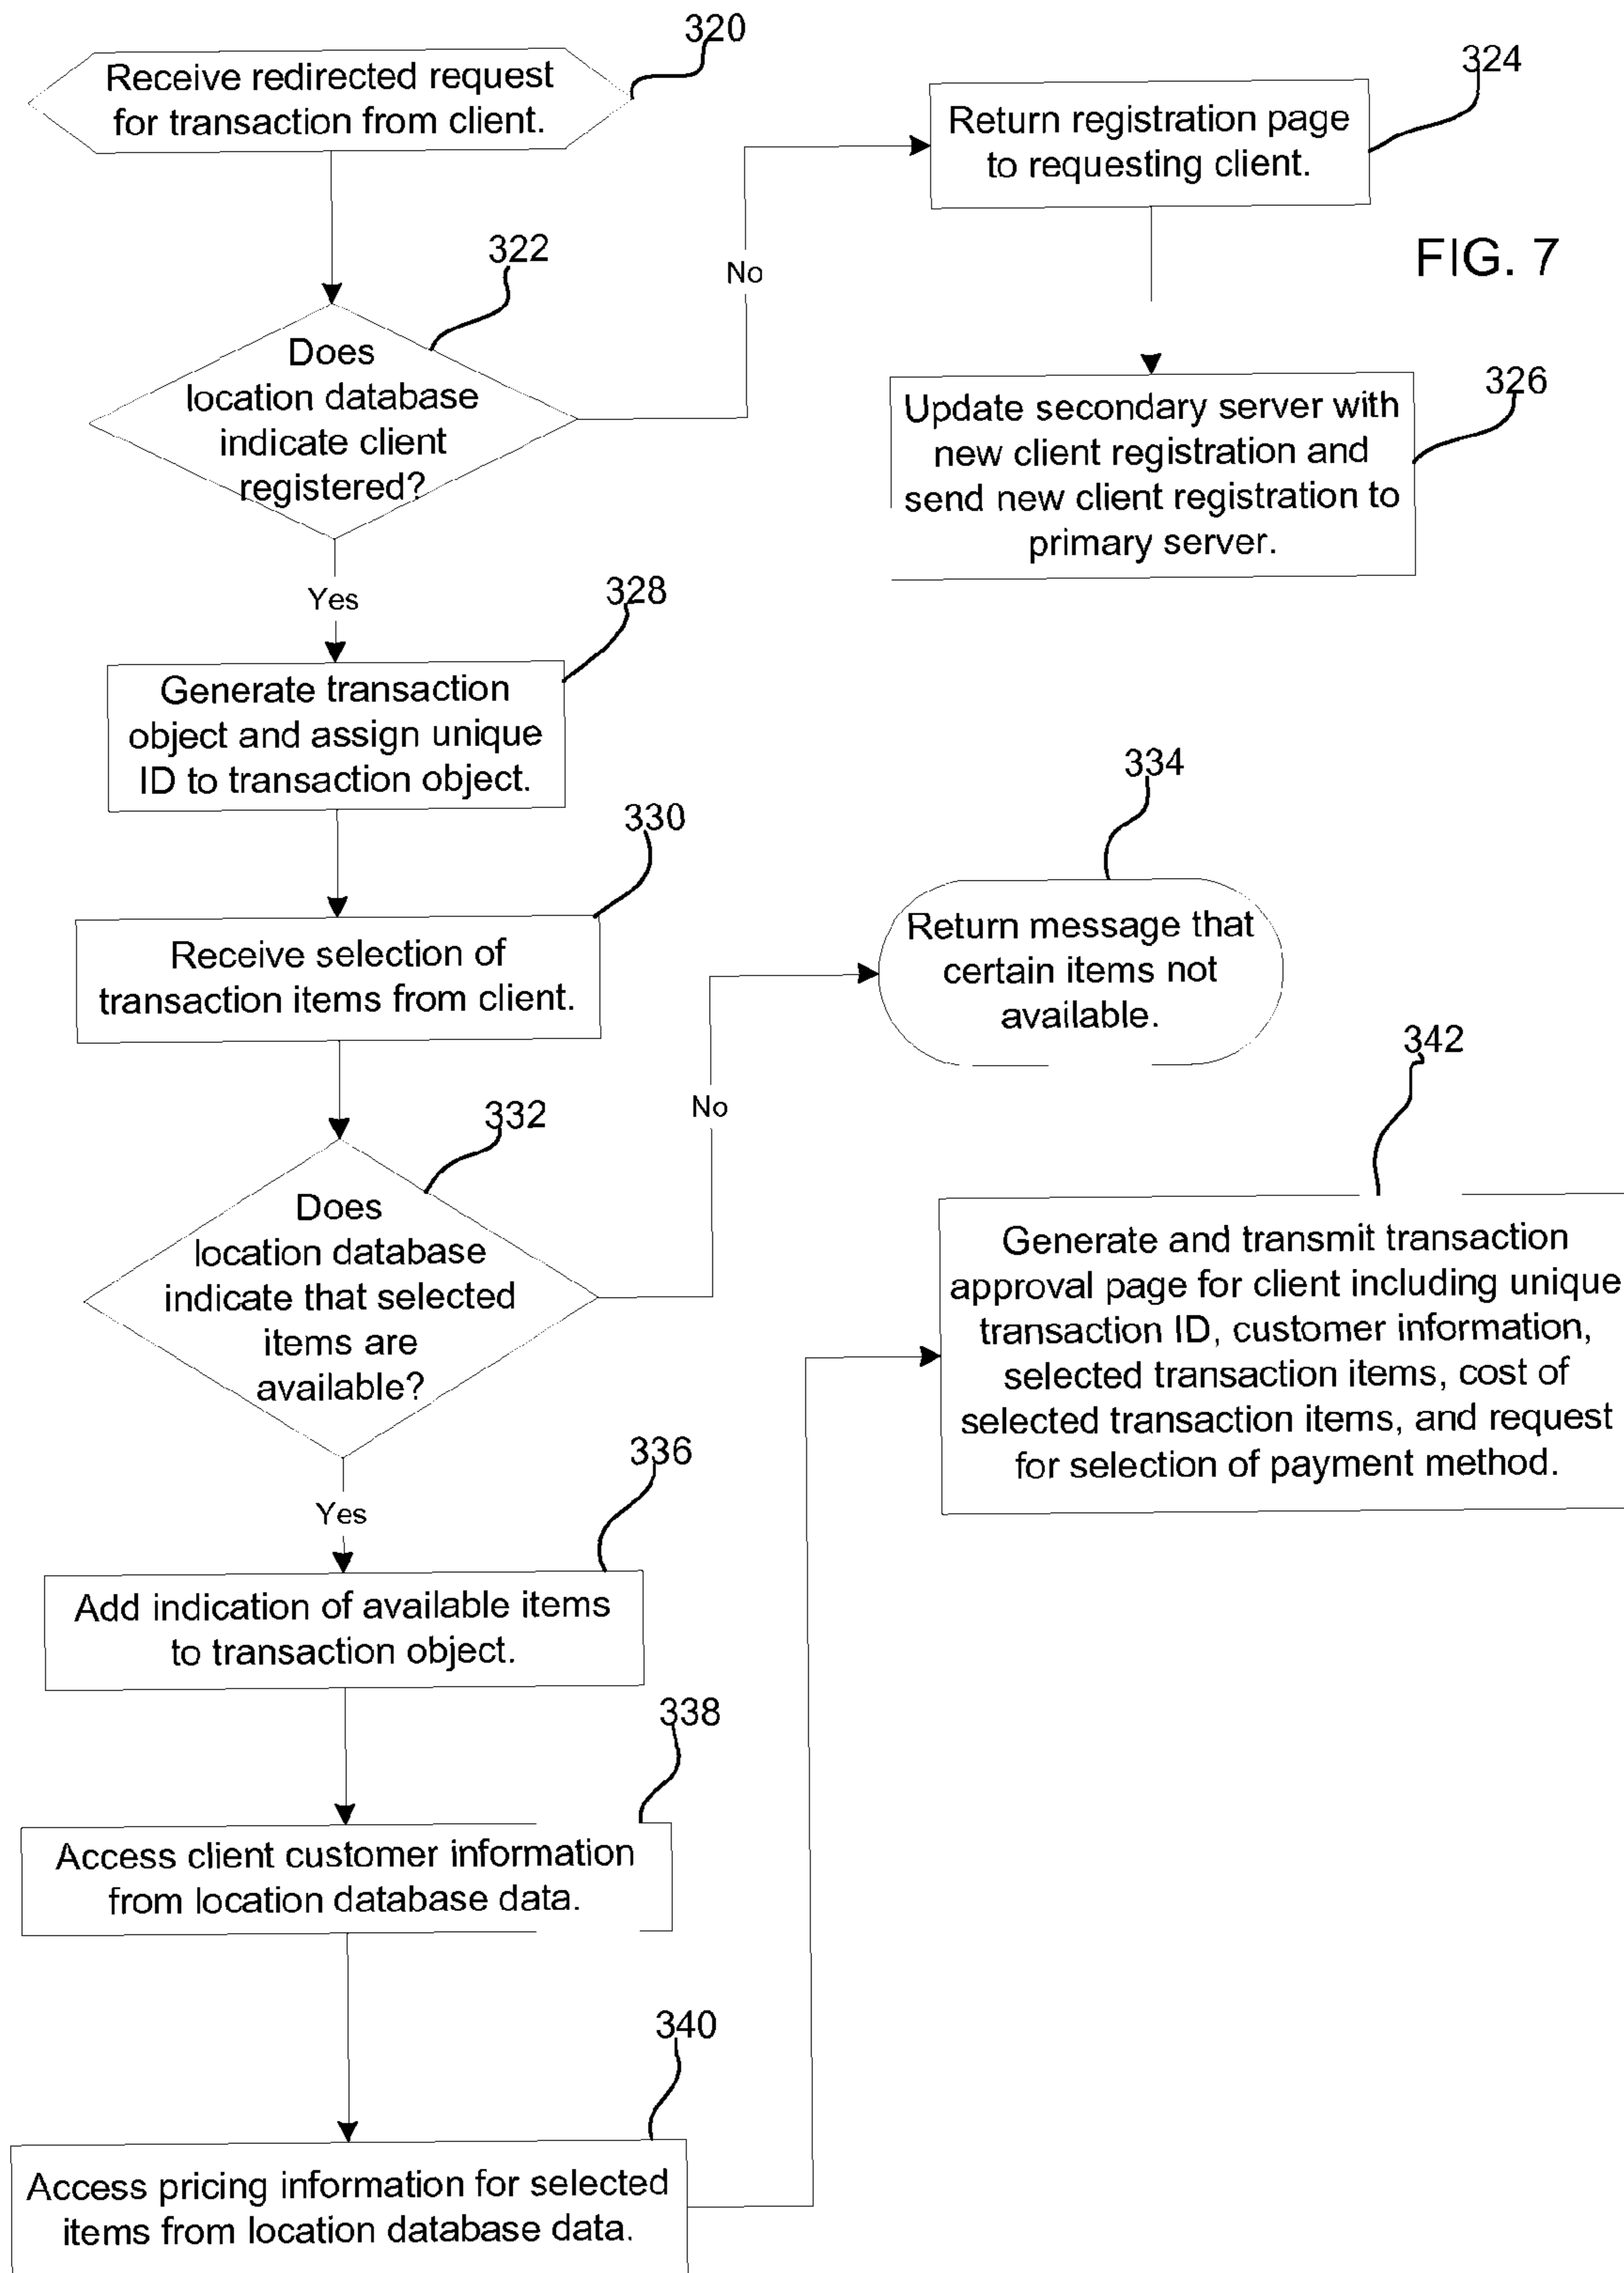 320
Receive redirected request
for transaction from client.
324
Return registration page
to requesting client.
FIG. 7
322
No
Does
location database
indicate client
registered?
326
Update secondary server with
new client registration and
send new client registration to
primary server.
Yes
328
Generate transaction
object and assign unique
ID to transaction object.
330
Receive selection of
transaction items from client.
334
Return message that
certain items not
available.
332
No
Does
location database
indicate that selected
items are
available?
342
Generate and transmit transaction
approval page for client including unique
transaction ID, customer information,
selected transaction items, cost of
selected transaction items, and request
for selection of payment method.
Yes
336
Add indication of available items
to transaction object.
338
Access client customer information
from location database data.
340
Access pricing information for selected
items from location database data.